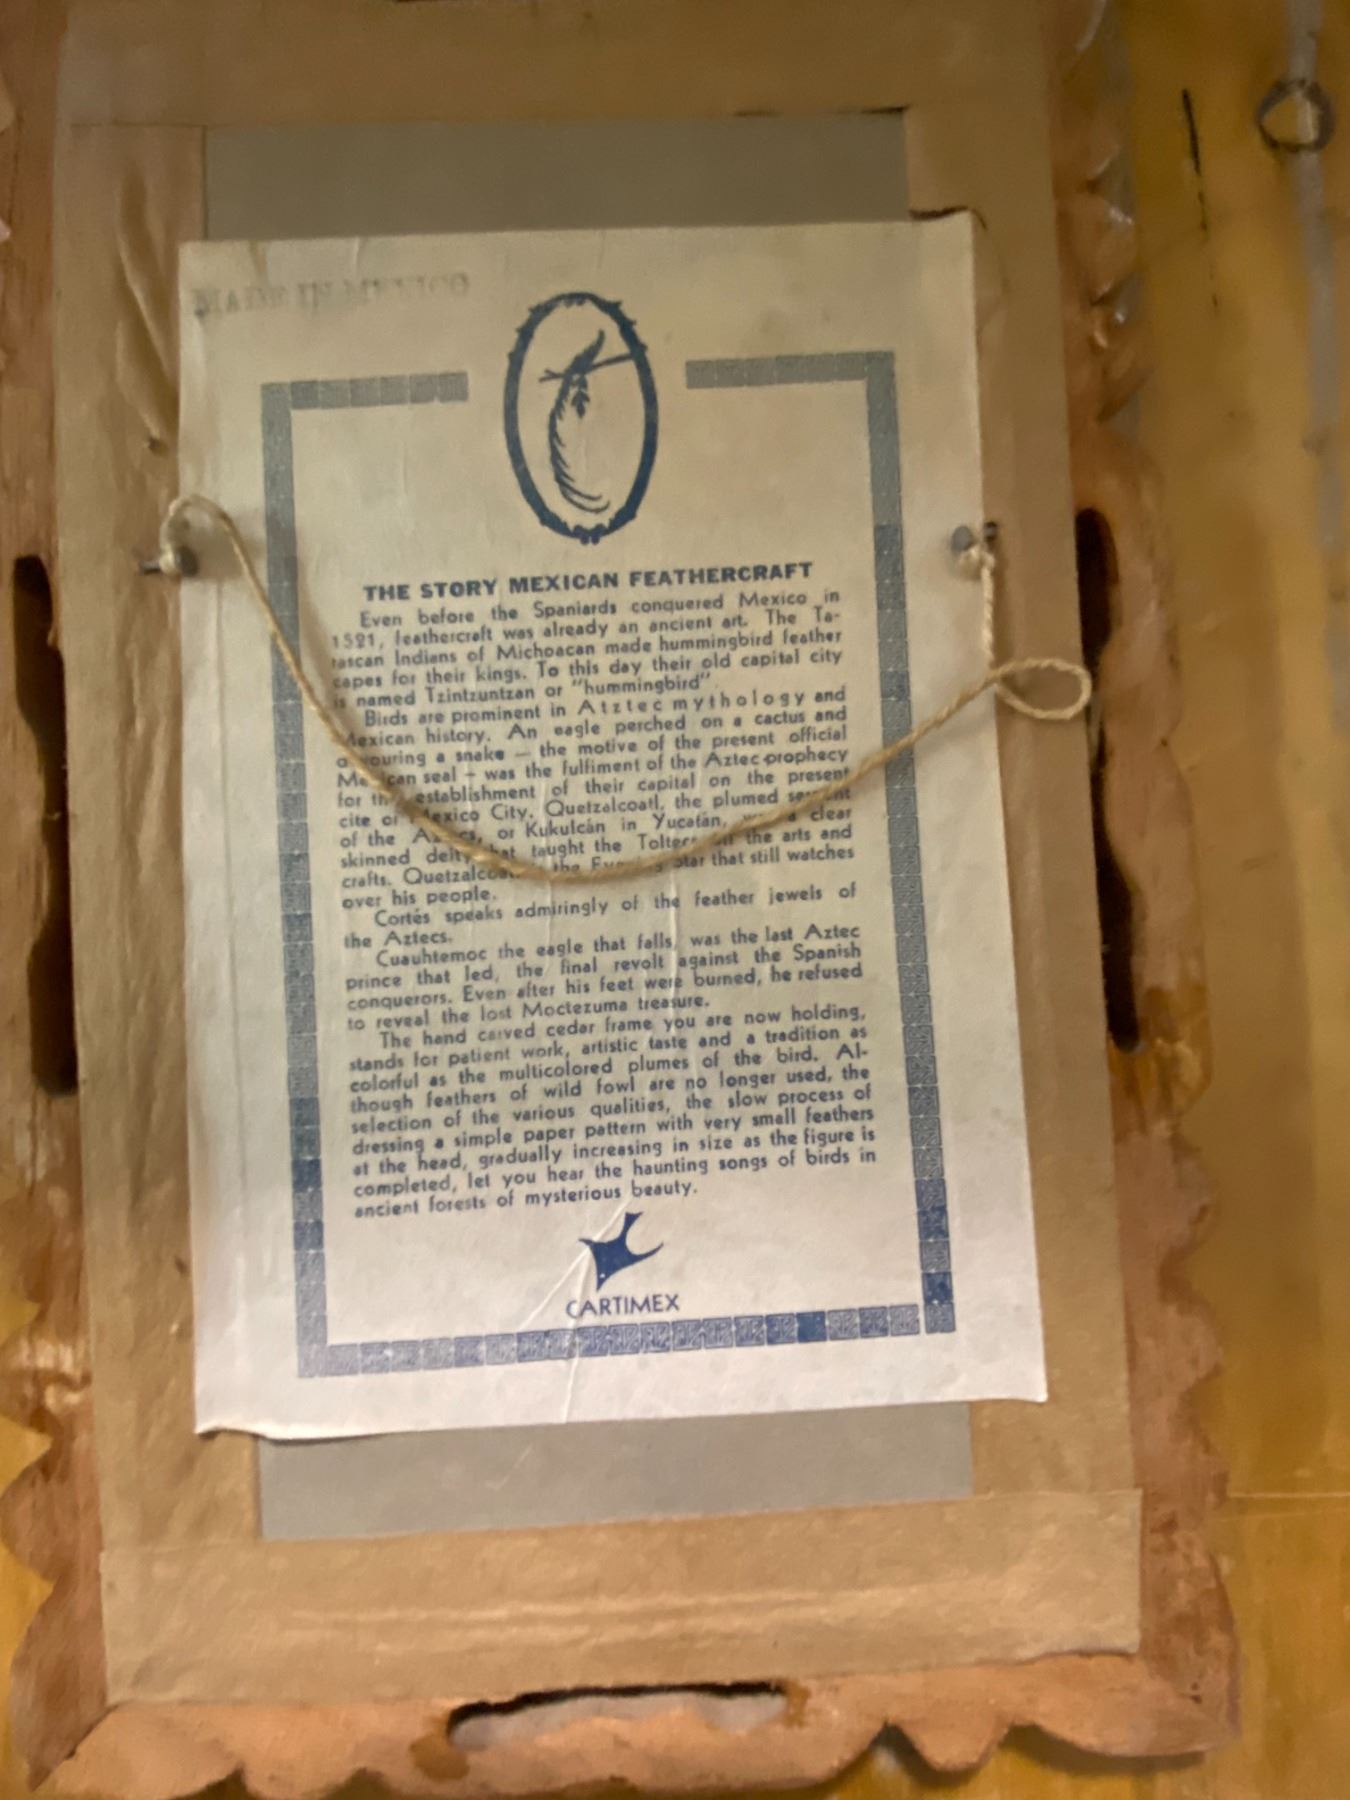 MADE IN MEXICO
THE STORY MEXICAN FEATHERCRAFT
Even before the Spaniards conquered Mexico in
1521, feathercraft was already an ancient art. The Ta-
rascan Indians of Michoacan made hummingbird feather
capes for their kings. To this day their old capital city
is named Tzintzuntzan or "hummingbird".
Birds are prominent in Atztec mythology and
Mexican history. An eagle perched on a cactus and
a snake — the motive of the present official
Mexican seal – was the fulfiment of the Aztec prophecy
for the establishment of their capital on the present
cite of Mexico City. Quetzalcoatl, the plumed serpent
of the Aztecs, or Kukulcán in Yucatán, a clear
skinned deity that taught the Toltecs all the arts and
crafts. Quetzalcoatl the Evening star that still watches
over his people.
Cortés speaks admiringly of the feather jewels of
the Aztecs.
Cuauhtemoc the eagle that falls, was the last Aztec
prince that led, the final revolt against the Spanish
conquerors. Even after his feet were burned, he refused
to reveal the lost Moctezuma treasure.
The hand carved cedar frame you are now holding,
stands for patient work, artistic taste and a tradition as
colorful as the multicolored plumes of the bird. Al-
though feathers of wild fowl are no longer used, the
selection of the various qualities, the slow process of
dressing a simple paper pattern with very small feathers
at the head, gradually increasing in size as the figure is
completed, let you hear the haunting songs of birds in
ancient forests of mysterious beauty.
CARTIMEX